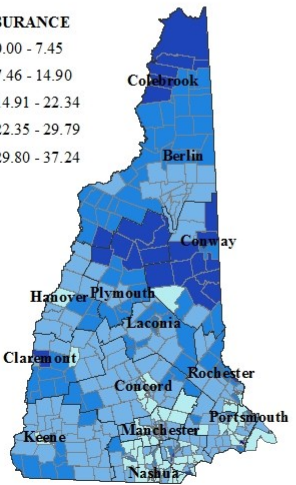 SURANCE
0.00 - 7.45
7.46 - 14.90
14.91 - 22.34
22.35 - 29.79
29.80 - 37.24
Colebrook
Berlin
Conway
Hanover
Plymouth
Laconia
Claremont
Concord
Rochester
Portsmouth
Keene
Manchester
Nashua